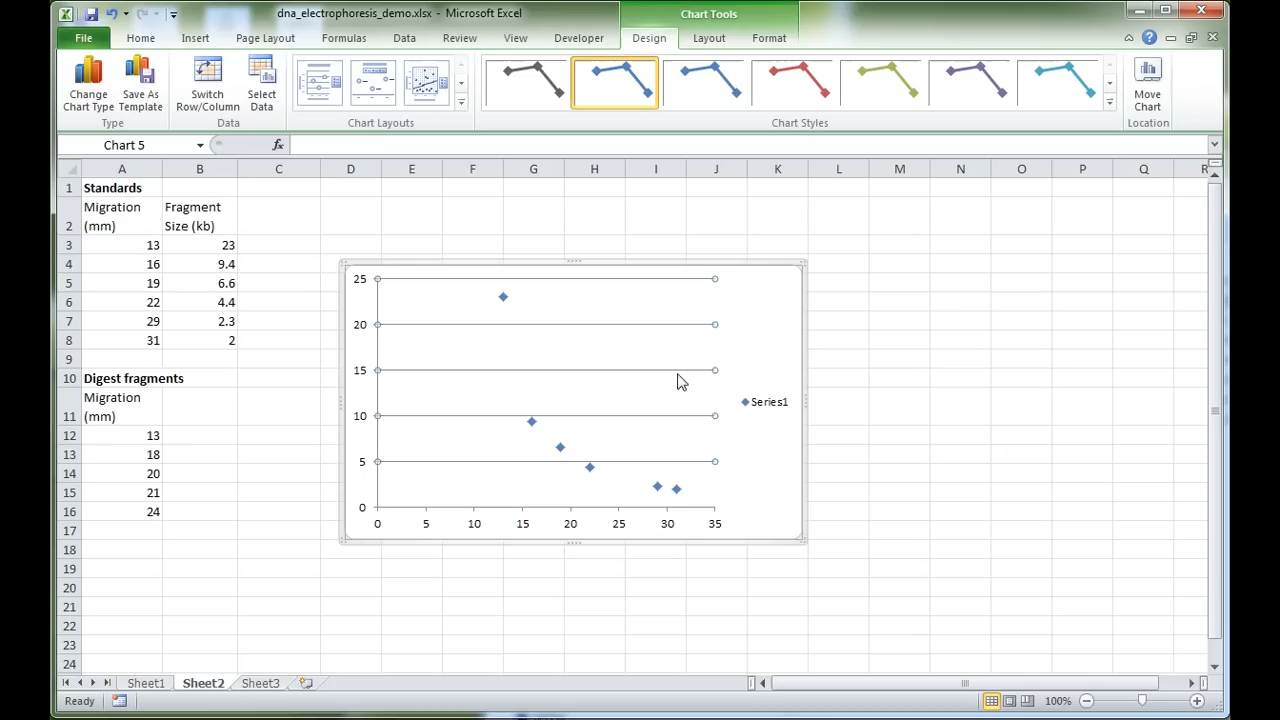 dna_electrophoresis_demo.xlsx - Microsoft Excel
Chart Tools
File Home Insert Page Layout Formulas Data Review View Developer Design Layout Format
Change Chart Type
Save As Template
Switch Row/Column
Select Data
Move Chart
Type Data Chart Layouts Chart Styles Location
Chart 5 fx
A B C D E F G H I J K L M N O P Q R
1 Standards
2 Migration (mm) Fragment Size (kb)
3 13 23
4 16 9.4
5 19 6.6
6 22 4.4
7 29 2.3
8 31 2
9
10 Digest fragments
11 Migration (mm)
12 13
13 18
14 20
15 21
16 24
17
18
19
20
21
22
23
24
25
20
15
10
5
0
0 5 10 15 20 25 30 35
Series1
Sheet1 Sheet2 Sheet3
Ready 100%